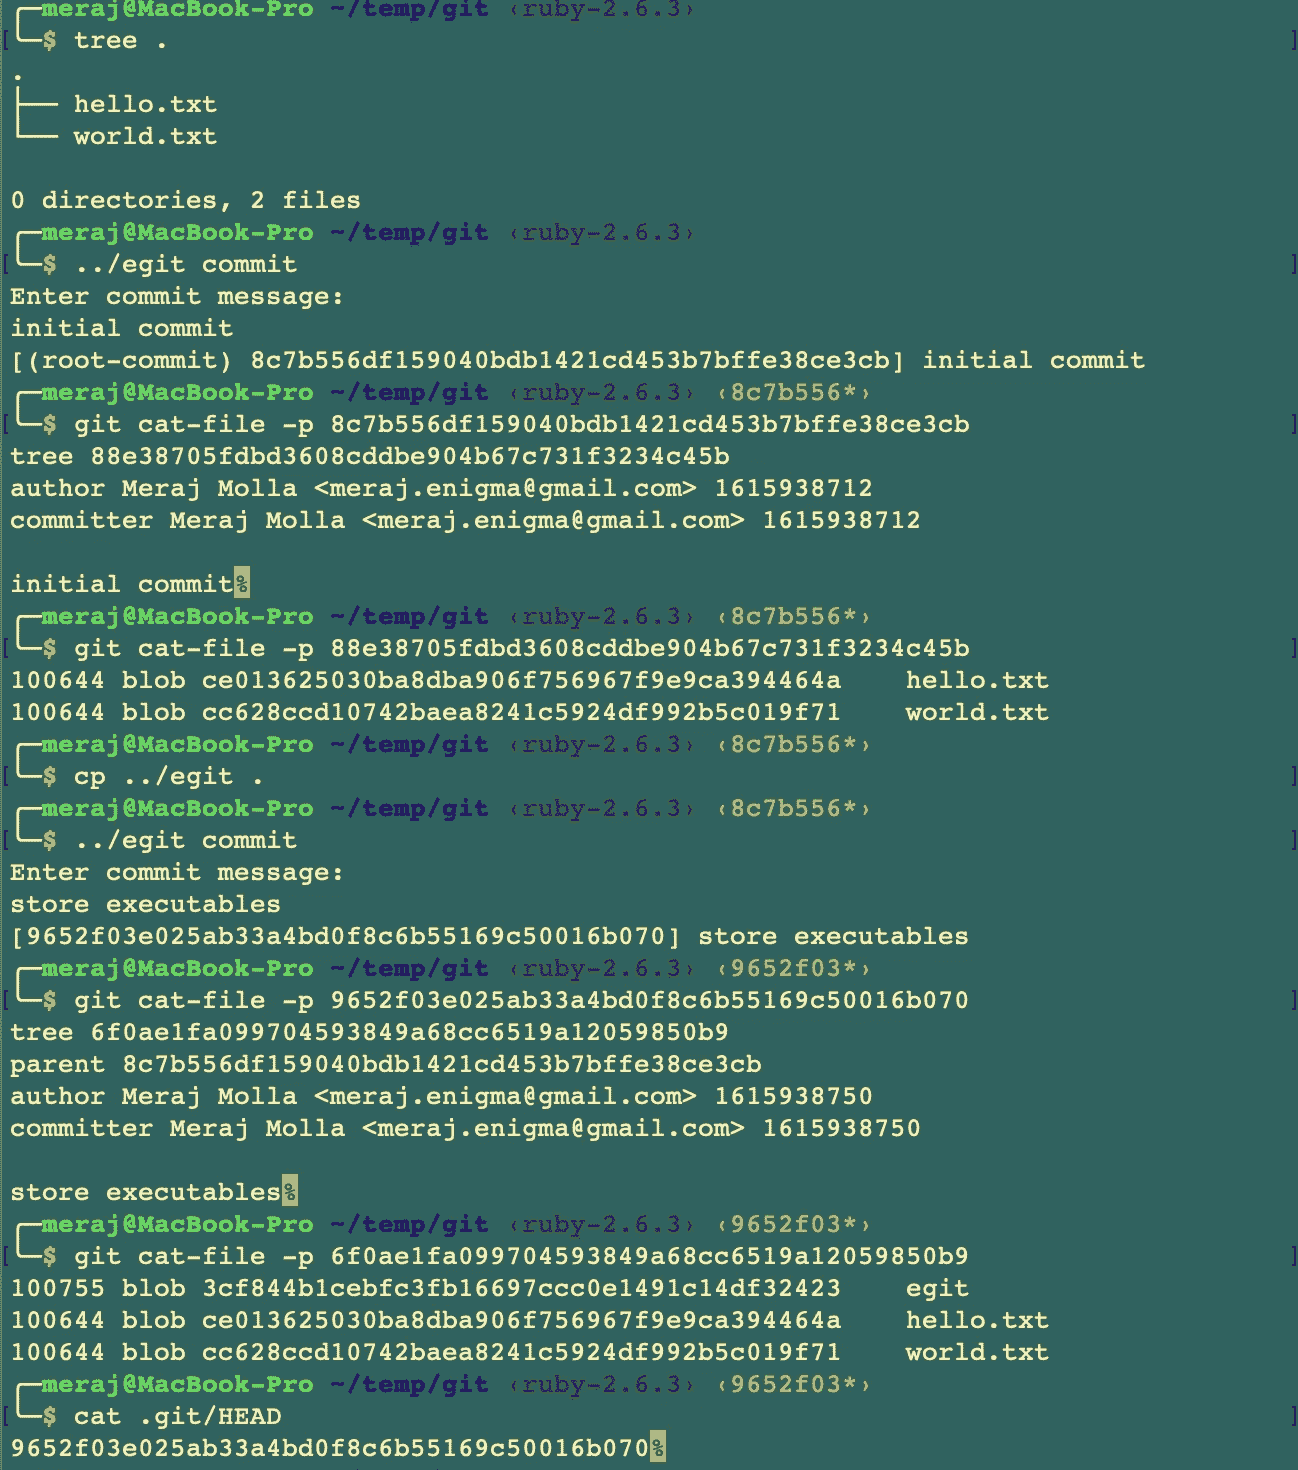 ╭─meraj@MacBook-Pro ~/temp/git ‹ruby-2.6.3›
[╰─$ tree . ]
.
├── hello.txt
└── world.txt
0 directories, 2 files
╭─meraj@MacBook-Pro ~/temp/git ‹ruby-2.6.3›
[╰─$ ../egit commit ]
Enter commit message:
initial commit
[(root-commit) 8c7b556df159040bdb1421cd453b7bffe38ce3cb] initial commit
╭─meraj@MacBook-Pro ~/temp/git ‹ruby-2.6.3› ‹8c7b556*›
[╰─$ git cat-file -p 8c7b556df159040bdb1421cd453b7bffe38ce3cb ]
tree 88e38705fdbd3608cddbe904b67c731f3234c45b
author Meraj Molla <meraj.enigma@gmail.com> 1615938712
committer Meraj Molla <meraj.enigma@gmail.com> 1615938712
initial commit%
╭─meraj@MacBook-Pro ~/temp/git ‹ruby-2.6.3› ‹8c7b556*›
[╰─$ git cat-file -p 88e38705fdbd3608cddbe904b67c731f3234c45b ]
100644 blob ce013625030ba8dba906f756967f9e9ca394464a hello.txt
100644 blob cc628ccd10742baea8241c5924df992b5c019f71 world.txt
╭─meraj@MacBook-Pro ~/temp/git ‹ruby-2.6.3› ‹8c7b556*›
[╰─$ cp ../egit . ]
╭─meraj@MacBook-Pro ~/temp/git ‹ruby-2.6.3› ‹8c7b556*›
[╰─$ ../egit commit ]
Enter commit message:
store executables
[9652f03e025ab33a4bd0f8c6b55169c50016b070] store executables
╭─meraj@MacBook-Pro ~/temp/git ‹ruby-2.6.3› ‹9652f03*›
[╰─$ git cat-file -p 9652f03e025ab33a4bd0f8c6b55169c50016b070 ]
tree 6f0ae1fa099704593849a68cc6519a12059850b9
parent 8c7b556df159040bdb1421cd453b7bffe38ce3cb
author Meraj Molla <meraj.enigma@gmail.com> 1615938750
committer Meraj Molla <meraj.enigma@gmail.com> 1615938750
store executables%
╭─meraj@MacBook-Pro ~/temp/git ‹ruby-2.6.3› ‹9652f03*›
[╰─$ git cat-file -p 6f0ae1fa099704593849a68cc6519a12059850b9 ]
100755 blob 3cf844b1cebfc3fb16697ccc0e1491c14df32423 egit
100644 blob ce013625030ba8dba906f756967f9e9ca394464a hello.txt
100644 blob cc628ccd10742baea8241c5924df992b5c019f71 world.txt
╭─meraj@MacBook-Pro ~/temp/git ‹ruby-2.6.3› ‹9652f03*›
[╰─$ cat .git/HEAD ]
9652f03e025ab33a4bd0f8c6b55169c50016b070%